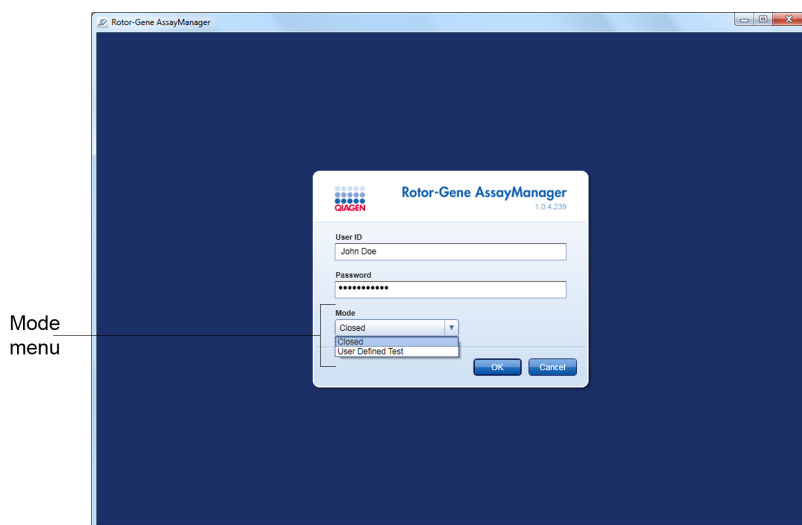 Rotor-Gene AssayManager
QIAGEN
Rotor-Gene AssayManager
1.0.4.239
User ID
John Doe
Password
•••••••••••
Mode
Closed
Closed
User Defined Test
OK
Cancel
Mode
menu